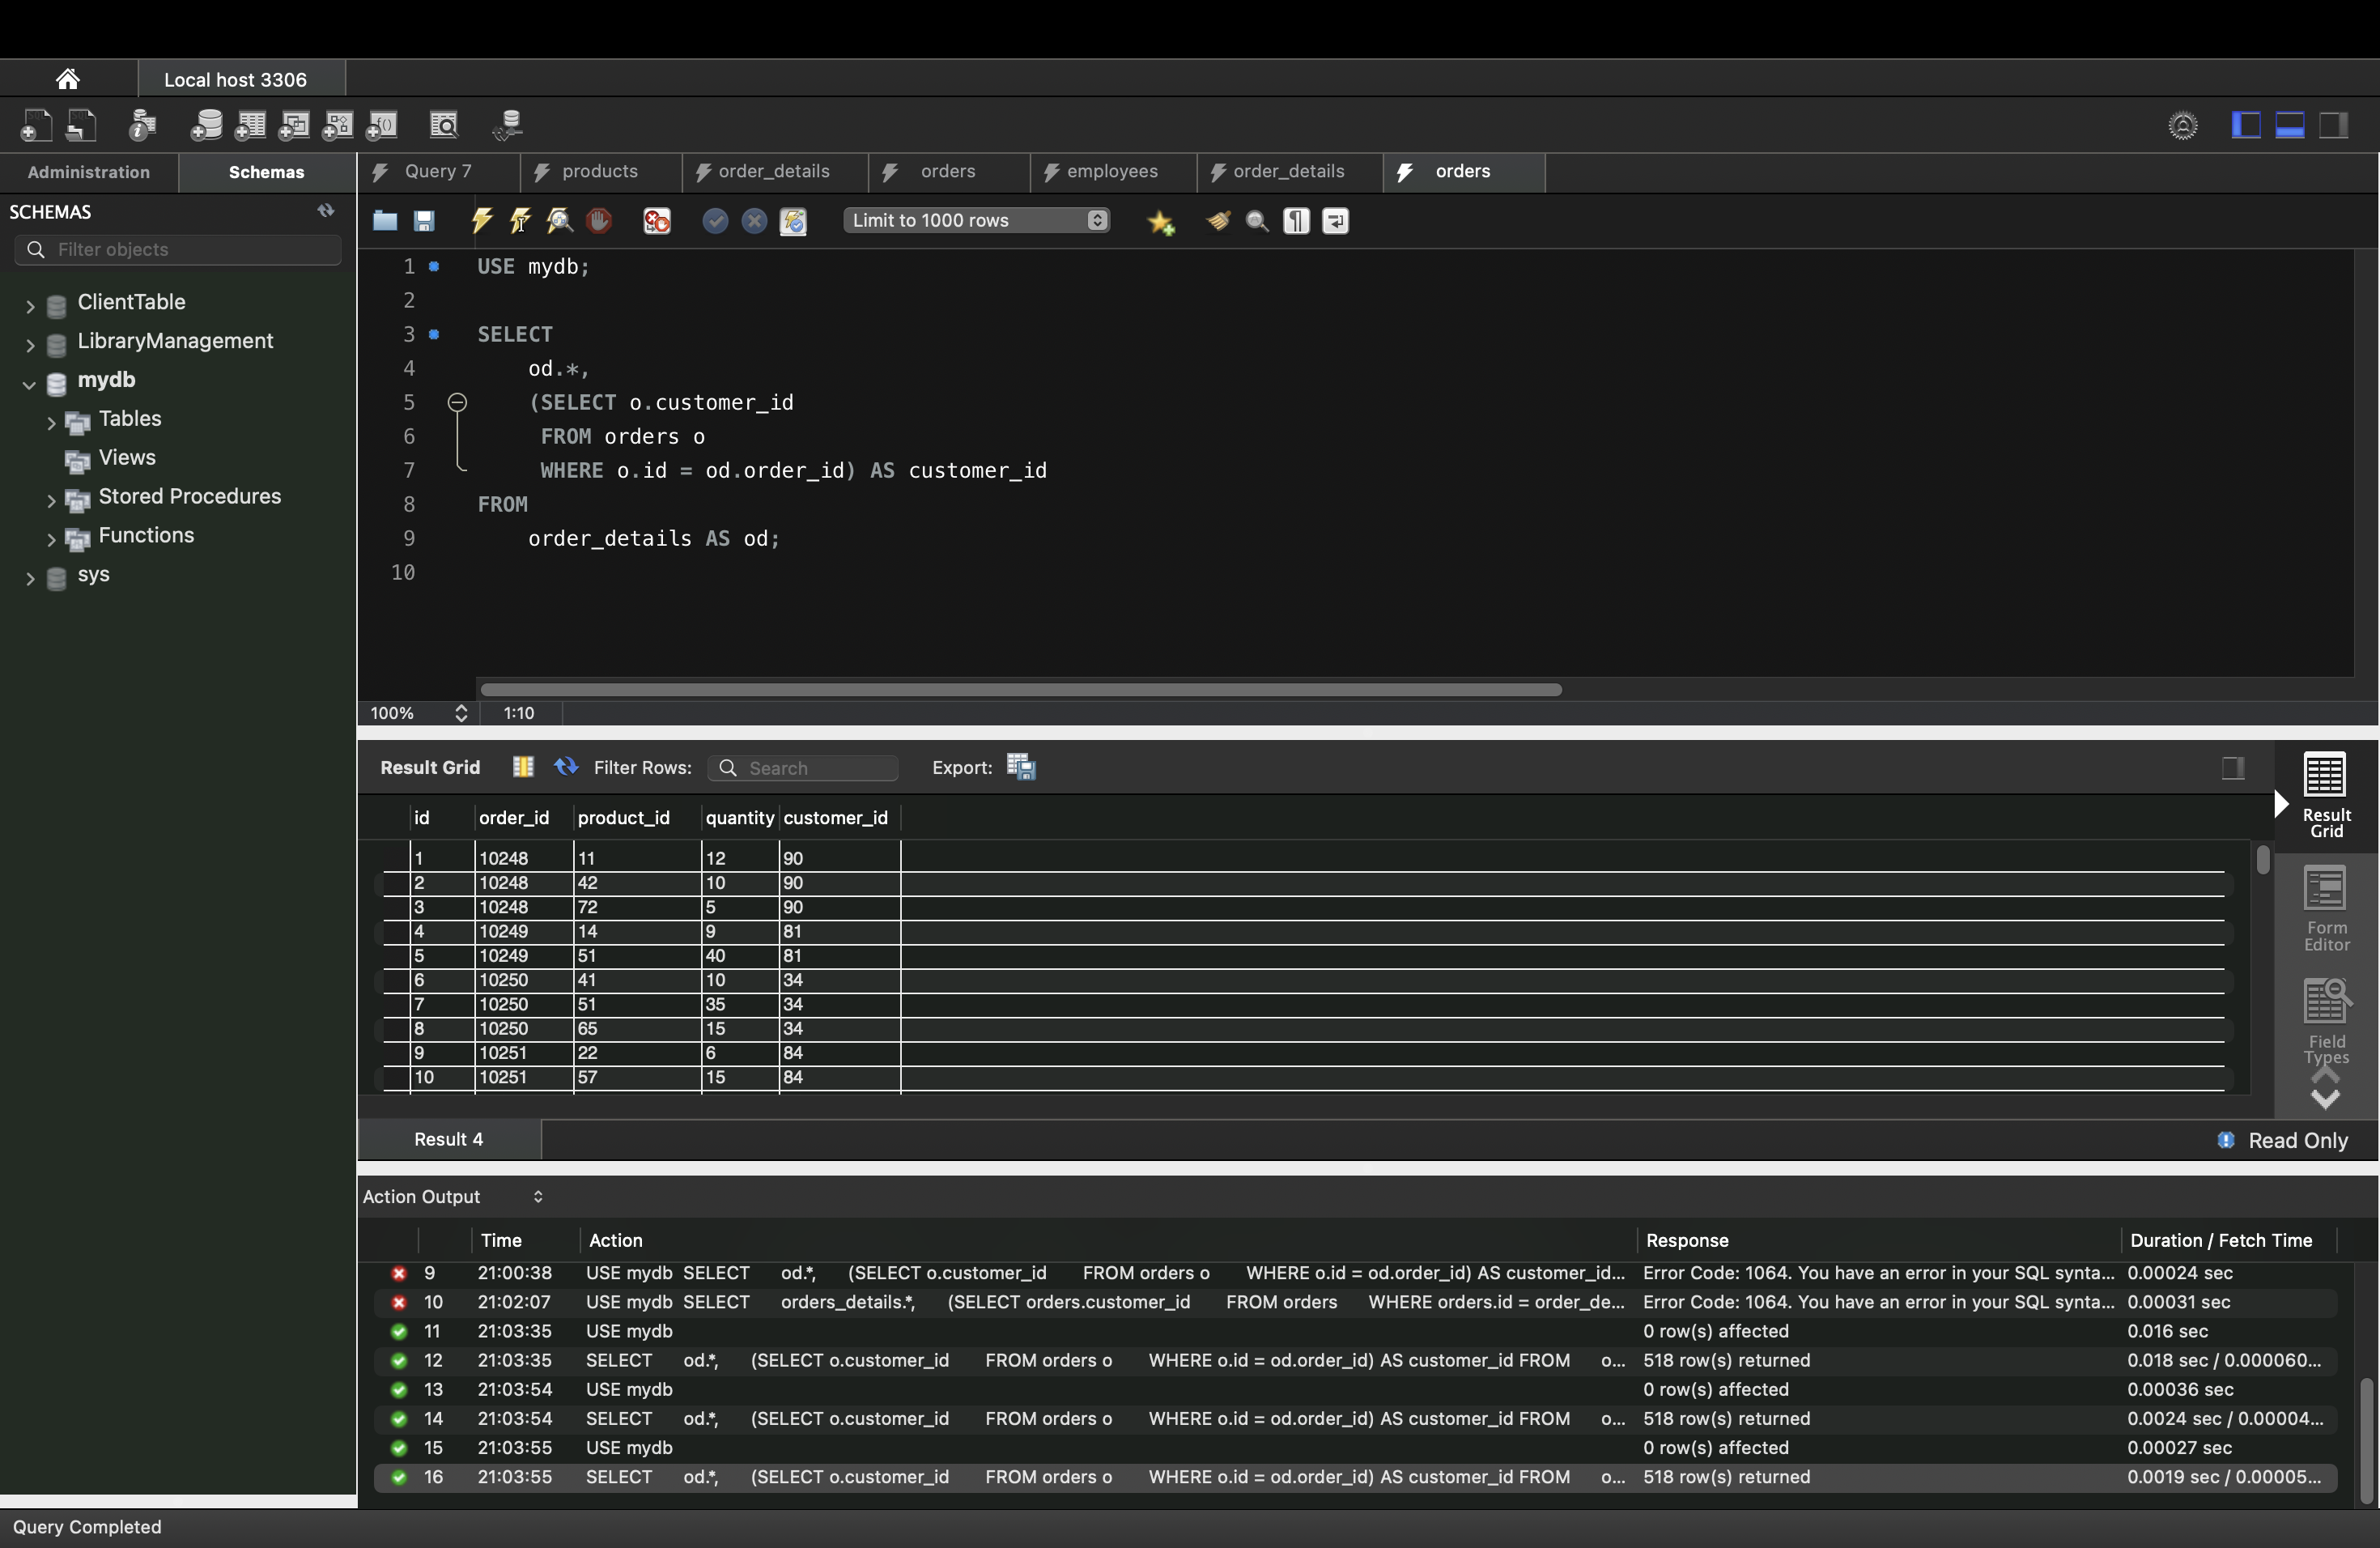 Local host 3306
Administration
Schemas
Query 7
products
order_details
orders
employees
order_details
orders
SCHEMAS
Filter objects
ClientTable
LibraryManagement
mydb
Tables
Views
Stored Procedures
Functions
sys
Limit to 1000 rows
1 USE mydb;
2
3 SELECT
4 od.*,
5 (SELECT o.customer_id
6 FROM orders o
7 WHERE o.id = od.order_id) AS customer_id
8 FROM
9 order_details AS od;
10
100% 1:10
Result Grid Filter Rows: Search Export:
id order_id product_id quantity customer_id
1 10248 11 12 90
2 10248 42 10 90
3 10248 72 5 90
4 10249 14 9 81
5 10249 51 40 81
6 10250 41 10 34
7 10250 51 35 34
8 10250 65 15 34
9 10251 22 6 84
10 10251 57 15 84
Result
Grid
Form
Editor
Field
Types
Result 4
Read Only
Action Output
Time Action Response Duration / Fetch Time
9 21:00:38 USE mydb SELECT od.*, (SELECT o.customer_id FROM orders o WHERE o.id = od.order_id) AS customer_id... Error Code: 1064. You have an error in your SQL synta... 0.00024 sec
10 21:02:07 USE mydb SELECT orders_details.*, (SELECT orders.customer_id FROM orders WHERE orders.id = order_de... Error Code: 1064. You have an error in your SQL synta... 0.00031 sec
11 21:03:35 USE mydb 0 row(s) affected 0.016 sec
12 21:03:35 SELECT od.*, (SELECT o.customer_id FROM orders o WHERE o.id = od.order_id) AS customer_id FROM o... 518 row(s) returned 0.018 sec / 0.000060...
13 21:03:54 USE mydb 0 row(s) affected 0.00036 sec
14 21:03:54 SELECT od.*, (SELECT o.customer_id FROM orders o WHERE o.id = od.order_id) AS customer_id FROM o... 518 row(s) returned 0.0024 sec / 0.00004...
15 21:03:55 USE mydb 0 row(s) affected 0.00027 sec
16 21:03:55 SELECT od.*, (SELECT o.customer_id FROM orders o WHERE o.id = od.order_id) AS customer_id FROM o... 518 row(s) returned 0.0019 sec / 0.00005...
Query Completed